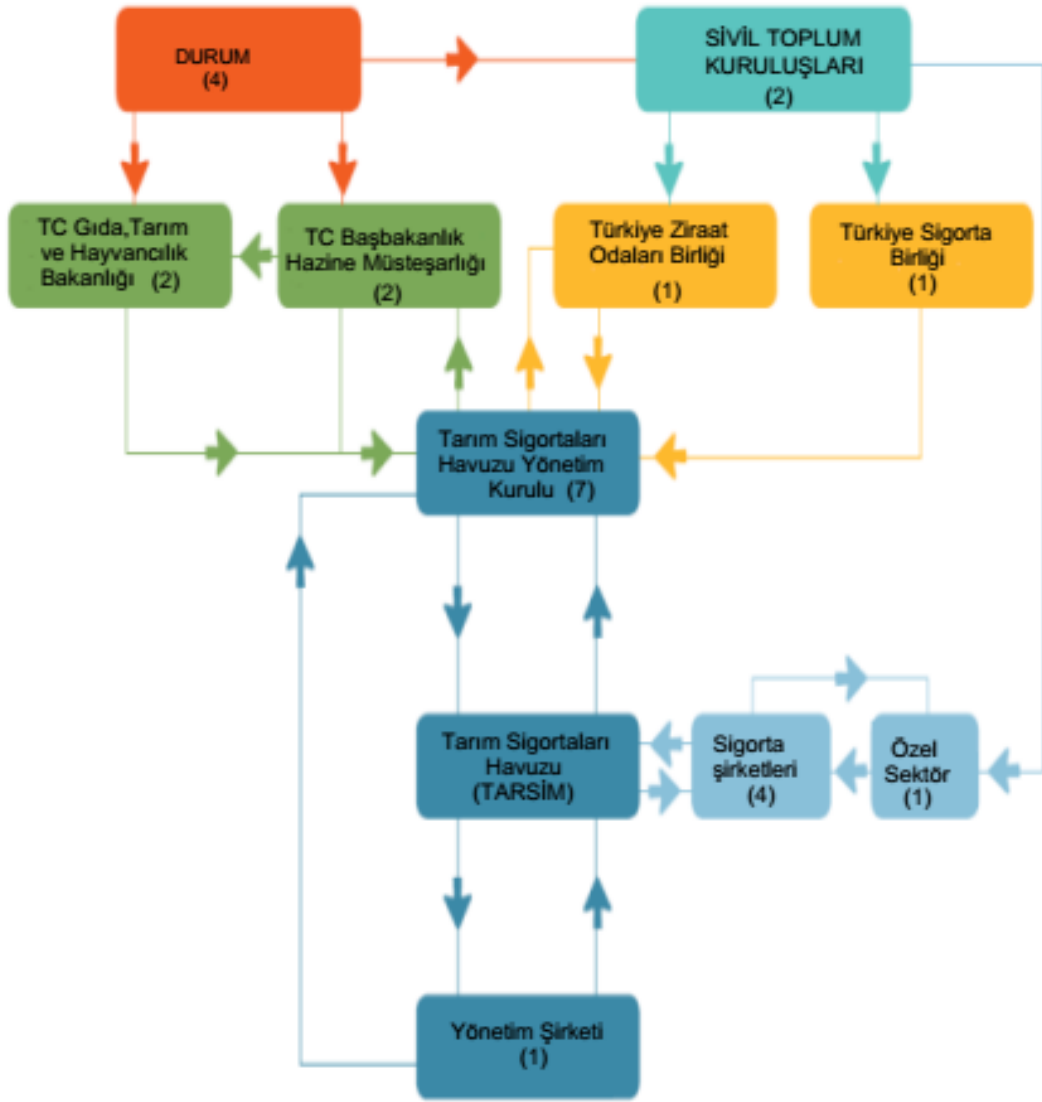 DURUM
(4)
SİVİL TOPLUM
KURULUŞLARI
(2)
TC Gıda,Tarım
ve Hayvancılık
Bakanlığı (2)
TC Başbakanlık
Hazine Müsteşarlığı
(2)
Türkiye Ziraat
Odaları Birliği
(1)
Türkiye Sigorta
Birliği
(1)
Tarım Sigortaları
Havuzu Yönetim
Kurulu (7)
Tarım Sigortaları
Havuzu
(TARSİM)
Sigorta
şirketleri
(4)
Özel
Sektör
(1)
Yönetim Şirketi
(1)